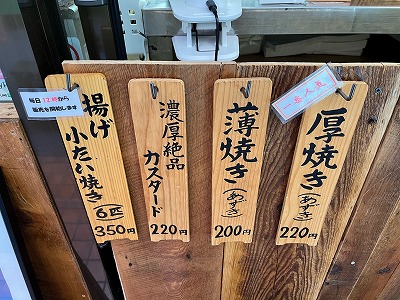 毎日12時から
販売を開始します
揚げ
小たい焼き
6匹
350円
濃厚絶品
カスタード
220円
薄焼き
(あずき)
200円
一番人気
厚焼き
(あずき)
220円